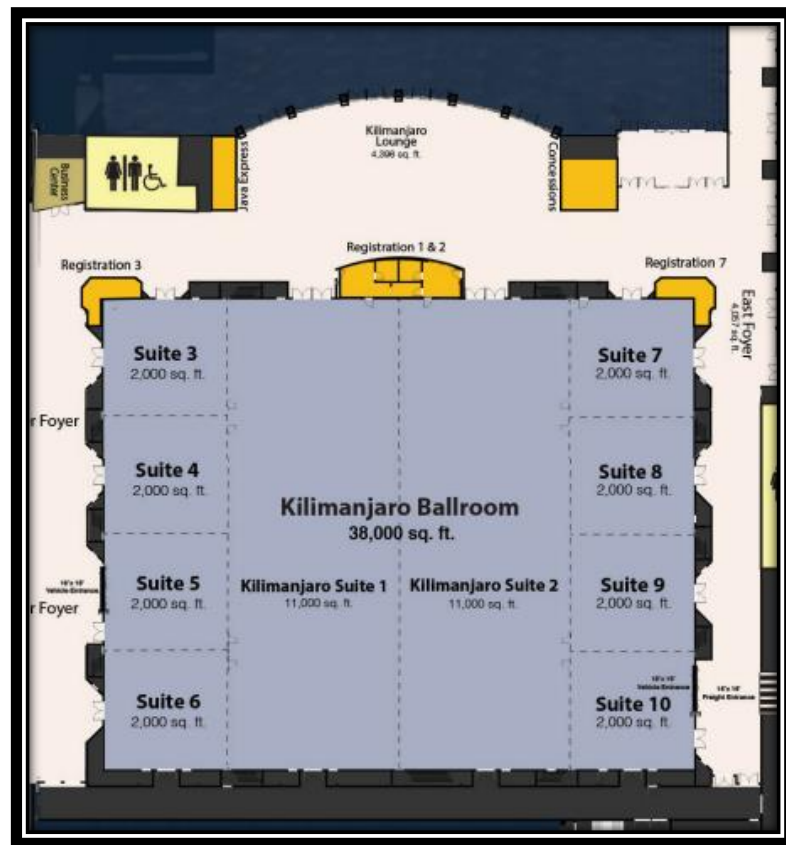 Kilimanjaro
Lounge
4,396 sq. ft.
Business
Center
Java Express
Concessions
Registration 1 & 2
Registration 3
Registration 7
East Foyer
4,057 sq. ft.
Suite 3
2,000 sq. ft.
Suite 7
2,000 sq. ft.
r Foyer
Suite 4
2,000 sq. ft.
Suite 8
2,000 sq. ft.
Kilimanjaro Ballroom
38,000 sq. ft.
Suite 5
2,000 sq. ft.
Kilimanjaro Suite 1
11,000 sq. ft.
Kilimanjaro Suite 2
11,000 sq. ft.
Suite 9
2,000 sq. ft.
Vehicle Entrance
r Foyer
Suite 6
2,000 sq. ft.
Vehicle Entrance
Freight Entrance
Suite 10
2,000 sq. ft.